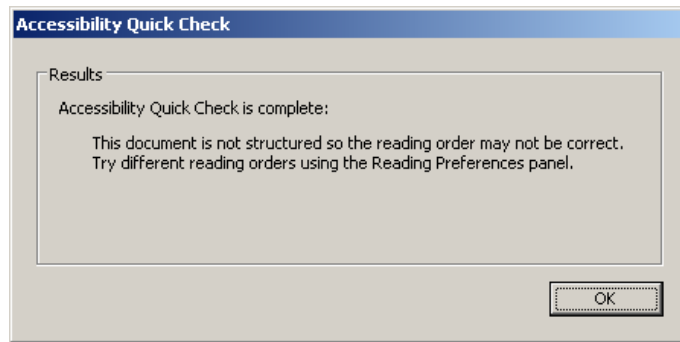 Accessibility Quick Check
Results
Accessibility Quick Check is complete:
This document is not structured so the reading order may not be correct.
Try different reading orders using the Reading Preferences panel.
OK